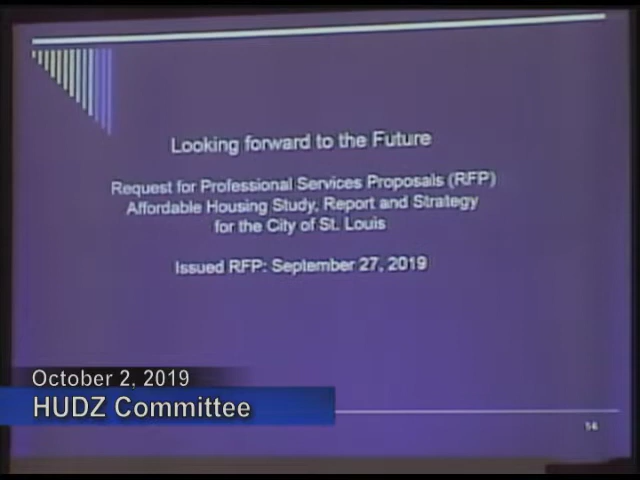 Looking forward to the Future
Request for Professional Services Proposals (RFP)
Affordable Housing Study, Report and Strategy
for the City of St. Louis
Issued RFP: September 27, 2019
October 2, 2019
HUDZ Committee